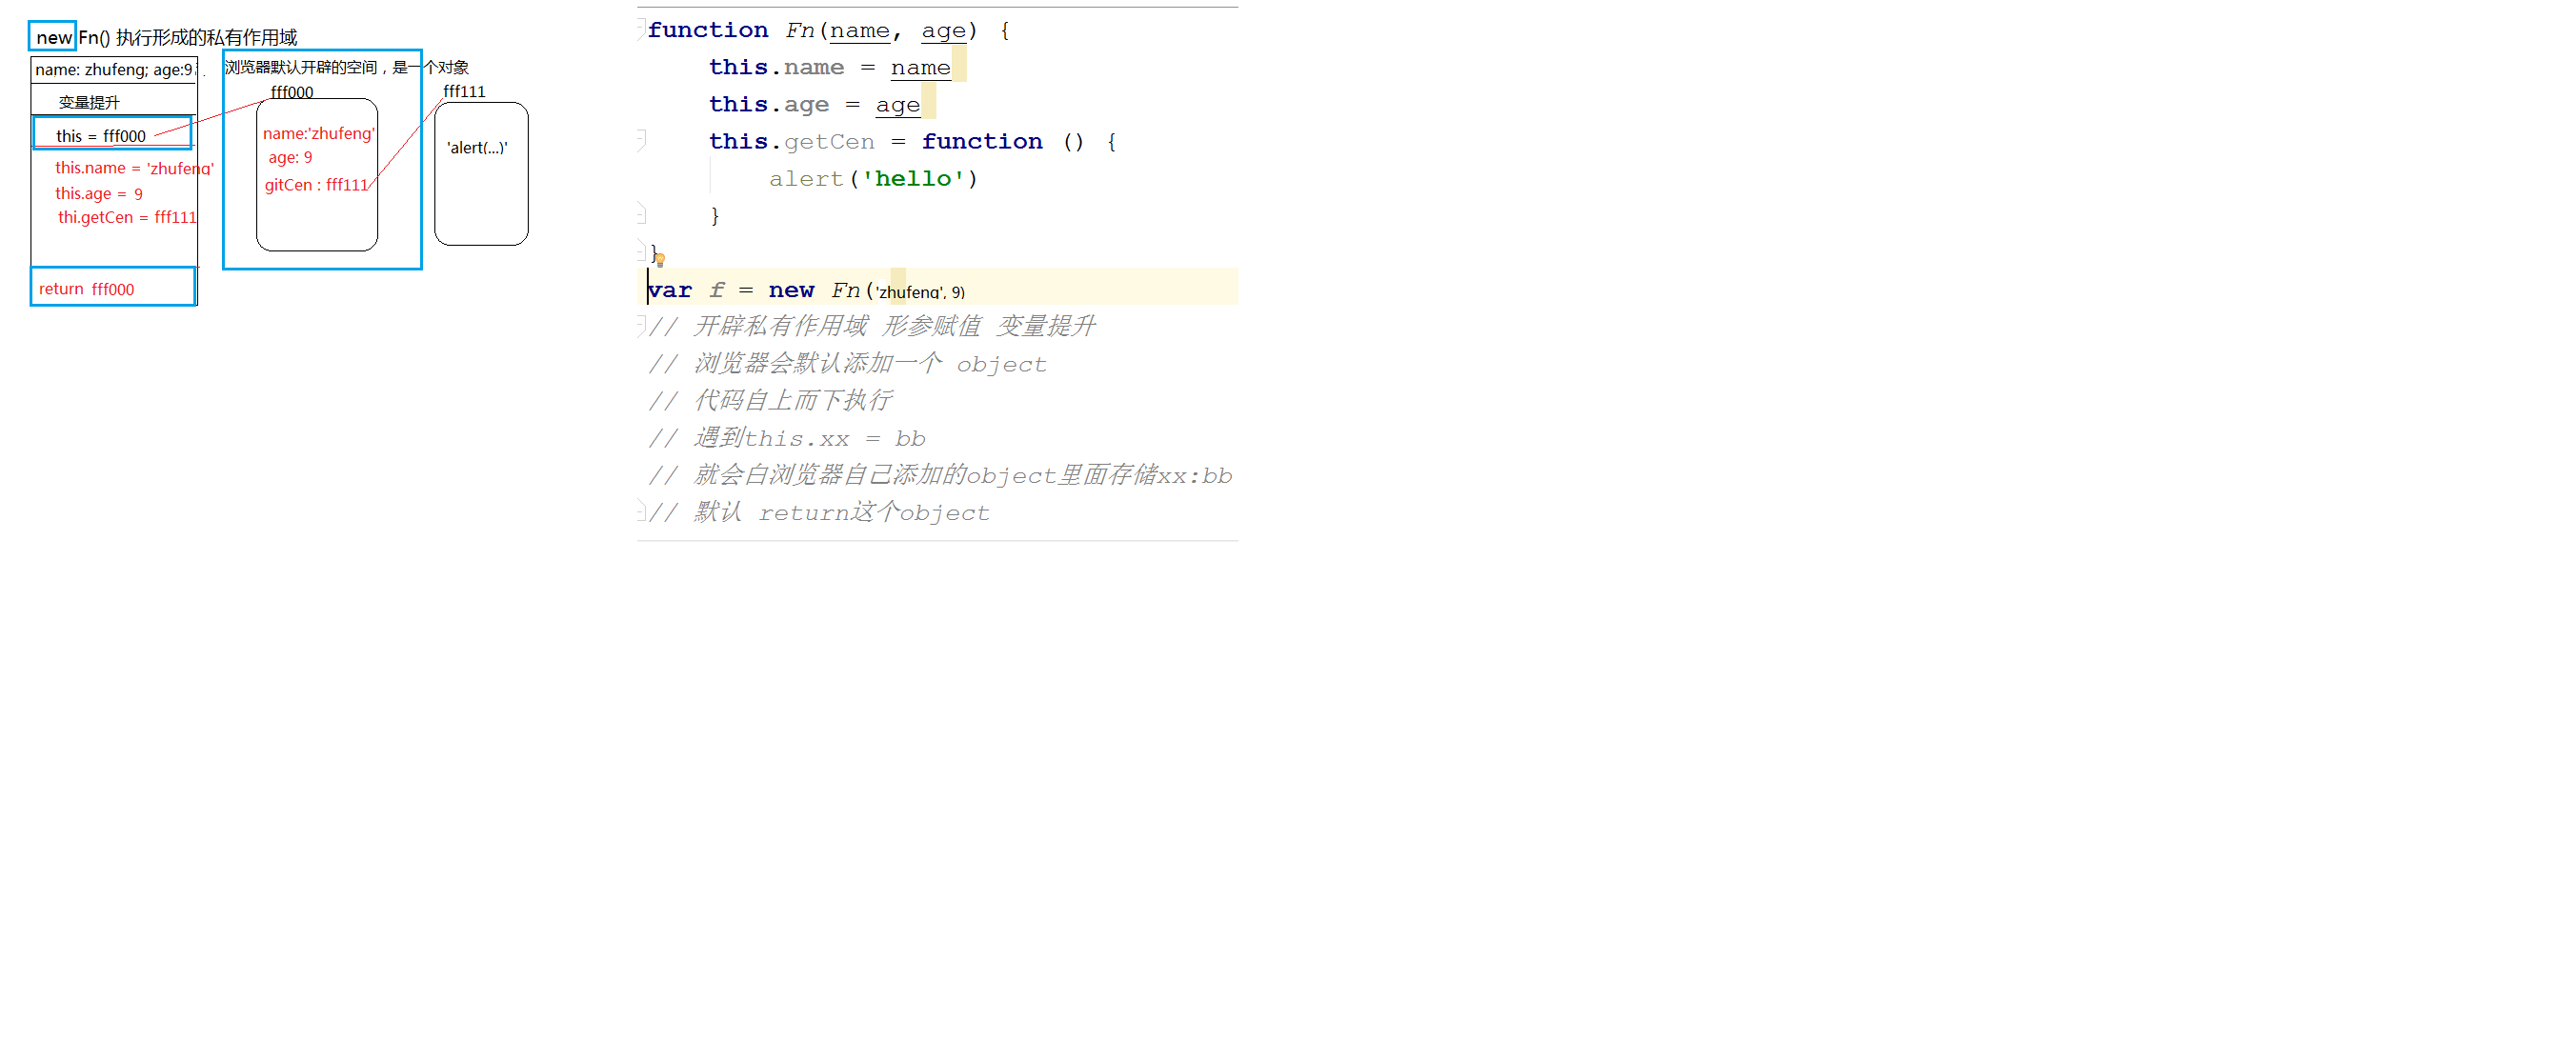 new Fn() 执行形成的私有作用域
name: zhufeng; age:9;
变量提升
this = fff000
this.name = 'zhufeng'
this.age = 9
thi.getCen = fff111
return fff000
浏览器默认开辟的空间，是一个对象
fff000
name:'zhufeng'
age: 9
gitCen : fff111
fff111
'alert(...)'
function Fn(name, age) {
this.name = name
this.age = age
this.getCen = function () {
alert('hello')
}
}
var f = new Fn('zhufeng', 9)
// 开辟私有作用域 形参赋值 变量提升
// 浏览器会默认添加一个 object
// 代码自上而下执行
// 遇到this.xx = bb
// 就会白浏览器自己添加的object里面存储xx:bb
// 默认 return这个object